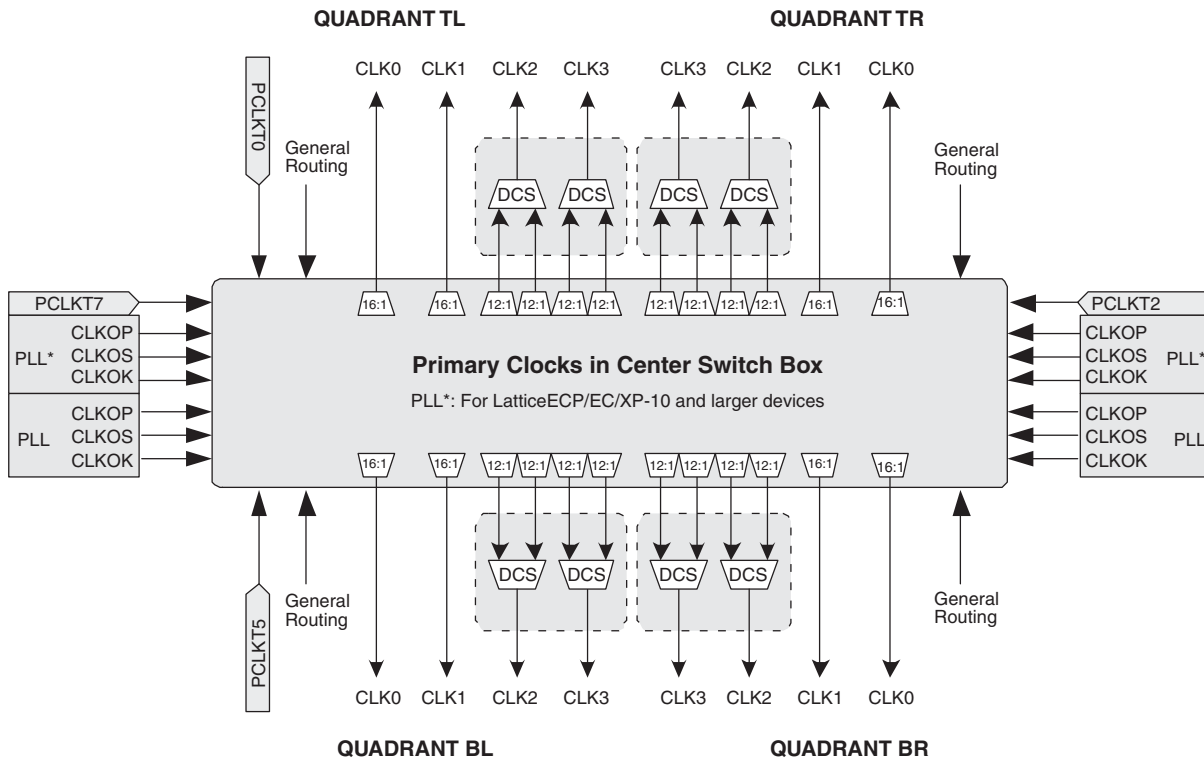 QUADRANT TL
QUADRANT TR
CLK0 CLK1 CLK2 CLK3 CLK3 CLK2 CLK1 CLK0
PCLKT0
General
Routing
General
Routing
DCS DCS DCS DCS
16:1 16:1 12:1 12:1 12:1 12:1 12:1 12:1 12:1 12:1 16:1 16:1
PCLKT7
PLL*
CLKOP
CLKOS
CLKOK
PLL
CLKOP
CLKOS
CLKOK
Primary Clocks in Center Switch Box
PLL*: For LatticeECP/EC/XP-10 and larger devices
PCLKT2
CLKOP
CLKOS
CLKOK
PLL*
CLKOP
CLKOS
CLKOK
PLL
16:1 16:1 12:1 12:1 12:1 12:1 12:1 12:1 12:1 12:1 16:1 16:1
DCS DCS DCS DCS
PCLKT5
General
Routing
General
Routing
CLK0 CLK1 CLK2 CLK3 CLK3 CLK2 CLK1 CLK0
QUADRANT BL
QUADRANT BR